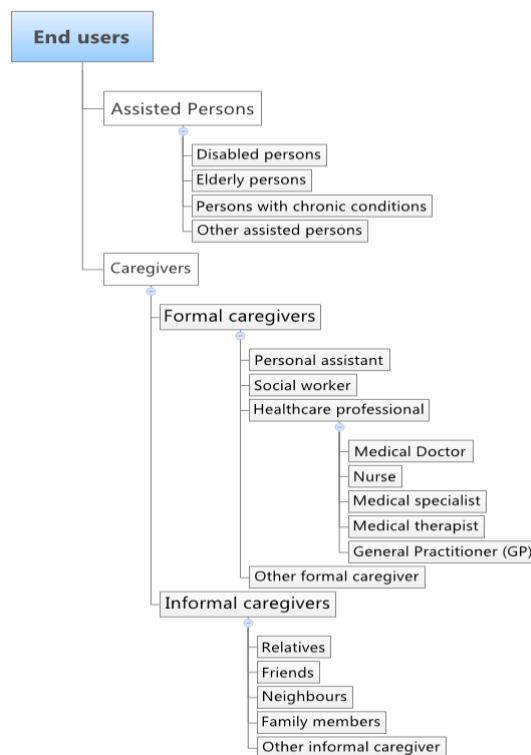 End users
Assisted Persons
Disabled persons
Elderly persons
Persons with chronic conditions
Other assisted persons
Caregivers
Formal caregivers
Personal assistant
Social worker
Healthcare professional
Medical Doctor
Nurse
Medical specialist
Medical therapist
General Practitioner (GP)
Other formal caregiver
Informal caregivers
Relatives
Friends
Neighbours
Family members
Other informal caregiver